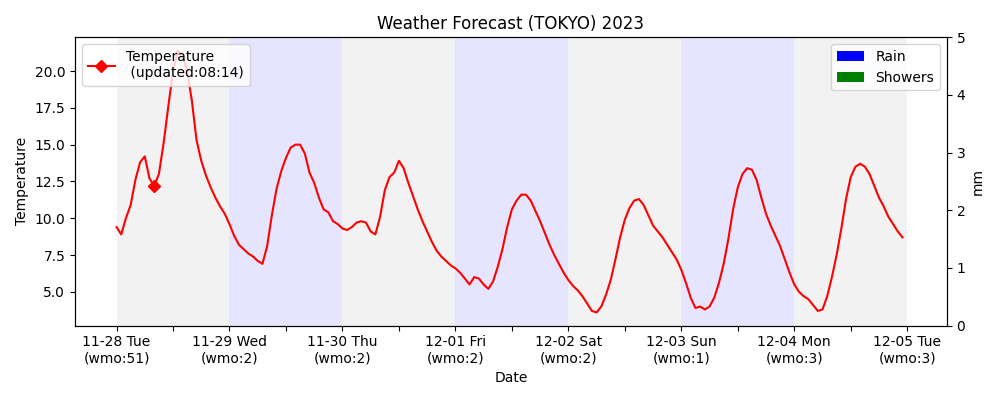 Weather Forecast (TOKYO) 2023
Temperature
(updated:08:14)
Rain
Showers
Temperature
20.0
17.5
15.0
12.5
10.0
7.5
5.0
5
4
3
2
1
0
mm
11-28 Tue
(wmo:51)
11-29 Wed
(wmo:2)
11-30 Thu
(wmo:2)
12-01 Fri
(wmo:2)
12-02 Sat
(wmo:2)
12-03 Sun
(wmo:1)
12-04 Mon
(wmo:3)
12-05 Tue
(wmo:3)
Date